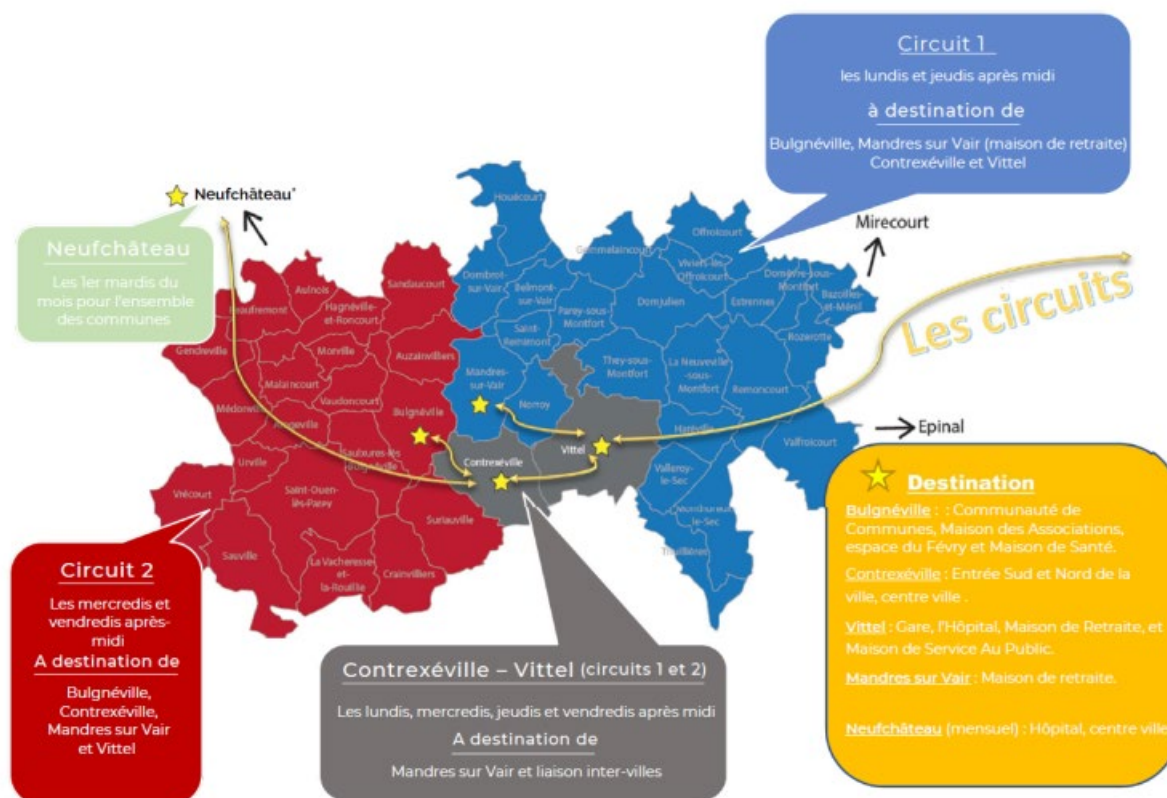 Circuit 1
les lundis et jeudis après midi
à destination de
Bulgnéville, Mandres sur Vair (maison de retraite)
Contrexéville et Vittel
Neufchâteau*
Neufchâteau
Les 1er mardis du
mois pour l'ensemble
des communes
Mirecourt
Les circuits
Epinal
Houécourt
Gemmelaincourt
Offroicourt
Viviers-lès
-Offroicourt
Domèvre-sous-
Montfort
Bazoilles-
et-Ménil
Dombrot-
sur-Vair
Belmont-
sur-Vair
Parey-sous-
Montfort
Domjulien
Estrennes
Rozerotte
Saint-
Remimont
They-sous-
Montfort
La Neuveville
-sous-
Montfort
Remoncourt
Mandres-
sur-Vair
Norroy
Haréville
Valfroicourt
Valleroy-
le-Sec
Sandaucourt
Aulnois
Hagnéville-
et-Roncourt
Gendreville
Morville
Auzainvilliers
Malaincourt
Médonville
Vaudoncourt
Bulgnéville
Urville
Saint-Ouen-
lès-Parey
Vrécourt
Suriauville
Sauville
La Vacheresse-
et-
la-Rouillie
Crainvilliers
Contrexéville
Vittel
Circuit 2
Les mercredis et
vendredis après-
midi
A destination de
Bulgnéville,
Contrexéville,
Mandres sur Vair
et Vittel
Contrexéville – Vittel (circuits 1 et 2)
Les lundis, mercredis, jeudis et vendredis après midi
A destination de
Mandres sur Vair et liaison inter-villes
Destination
Bulgnéville : : Communauté de
Communes, Maison des Associations,
espace du Févry et Maison de Santé.
Contrexéville : Entrée Sud et Nord de la
ville, centre ville .
Vittel : Gare, l'Hôpital, Maison de Retraite, et
Maison de Service Au Public.
Mandres sur Vair : Maison de retraite.
Neufchâteau (mensuel) : Hôpital, centre ville